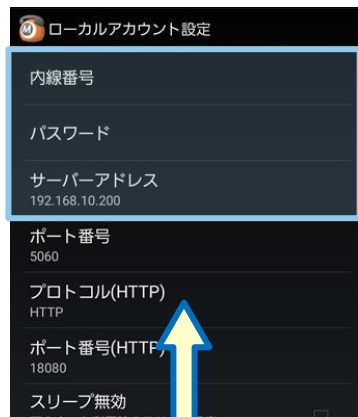 ローカルアカウント設定
内線番号
パスワード
サーバーアドレス
192.168.10.200
ポート番号
5060
プロトコル(HTTP)
HTTP
ポート番号(HTTP)
18080
スリープ無効